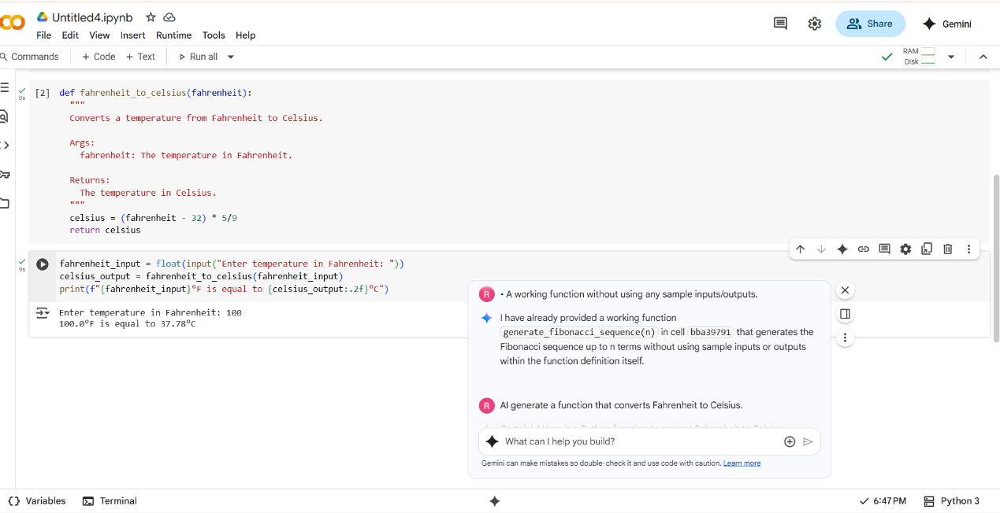 CO
Untitled4.ipynb
File Edit View Insert Runtime Tools Help
Share
Gemini
Commands + Code + Text Run all
RAM
Disk
0s
[2] def fahrenheit_to_celsius(fahrenheit):
"""
Converts a temperature from Fahrenheit to Celsius.
Args:
fahrenheit: The temperature in Fahrenheit.
Returns:
The temperature in Celsius.
"""
celsius = (fahrenheit - 32) * 5/9
return celsius
9s
fahrenheit_input = float(input("Enter temperature in Fahrenheit: "))
celsius_output = fahrenheit_to_celsius(fahrenheit_input)
print(f"{fahrenheit_input}°F is equal to {celsius_output:.2f}°C")
Enter temperature in Fahrenheit: 100
100.0°F is equal to 37.78°C
R • A working function without using any sample inputs/outputs.
I have already provided a working function
generate_fibonacci_sequence(n) in cell bba39791 that generates the
Fibonacci sequence up to n terms without using sample inputs or outputs
within the function definition itself.
R AI generate a function that converts Fahrenheit to Celsius.
What can I help you build?
Gemini can make mistakes so double-check it and use code with caution. Learn more
{} Variables Terminal
6:47 PM Python 3